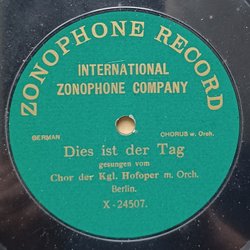 ZONOPHONE RECORD
INTERNATIONAL
ZONOPHONE COMPANY
GERMAN
CHORUS w. Orch.
Dies ist der Tag
gesungen vom
Chor der Kgl. Hofoper m. Orch.
Berlin.
X-24507.